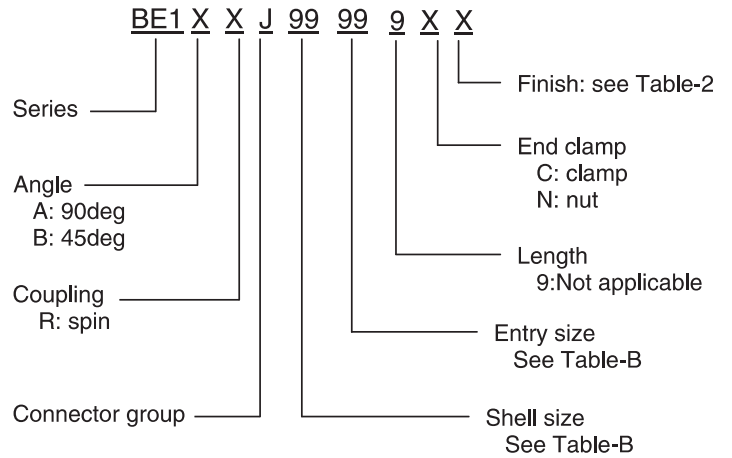 BE1 X X J 99 99 9 X X
Series
Angle
A: 90deg
B: 45deg
Coupling
R: spin
Connector group
Finish: see Table-2
End clamp
C: clamp
N: nut
Length
9:Not applicable
Entry size
See Table-B
Shell size
See Table-B